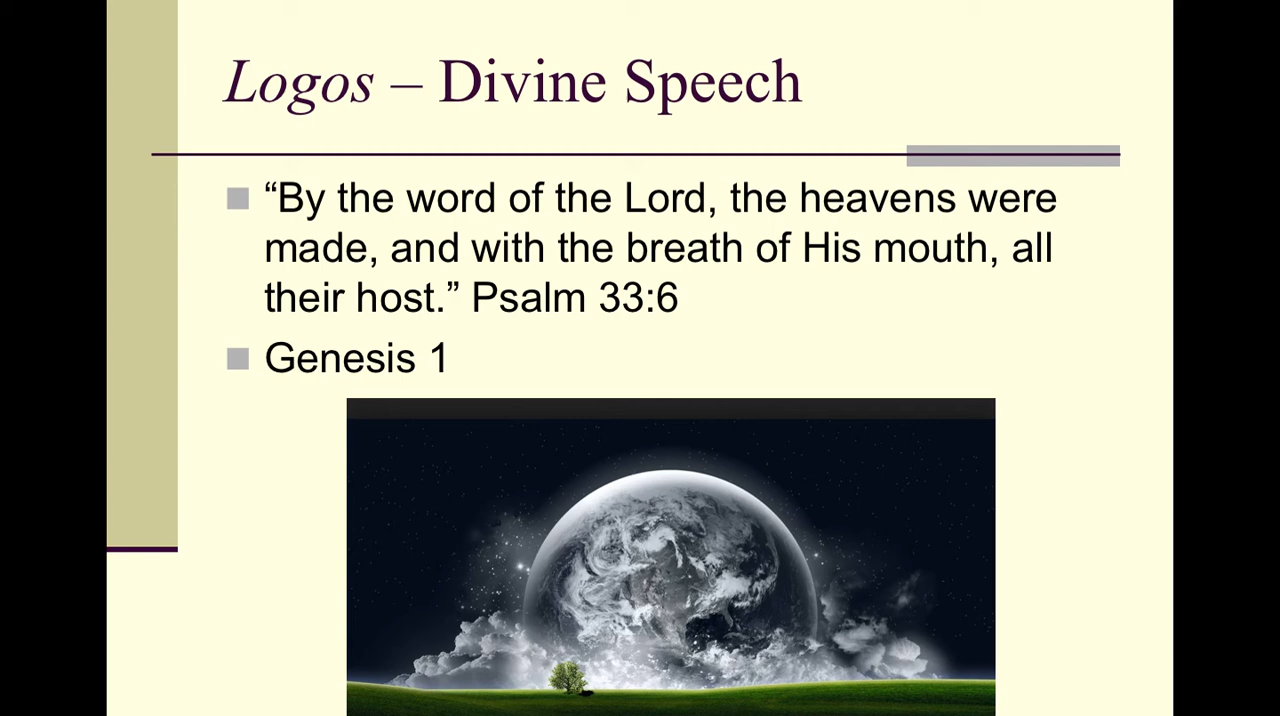 Logos – Divine Speech
“By the word of the Lord, the heavens were
made, and with the breath of His mouth, all
their host.” Psalm 33:6
Genesis 1